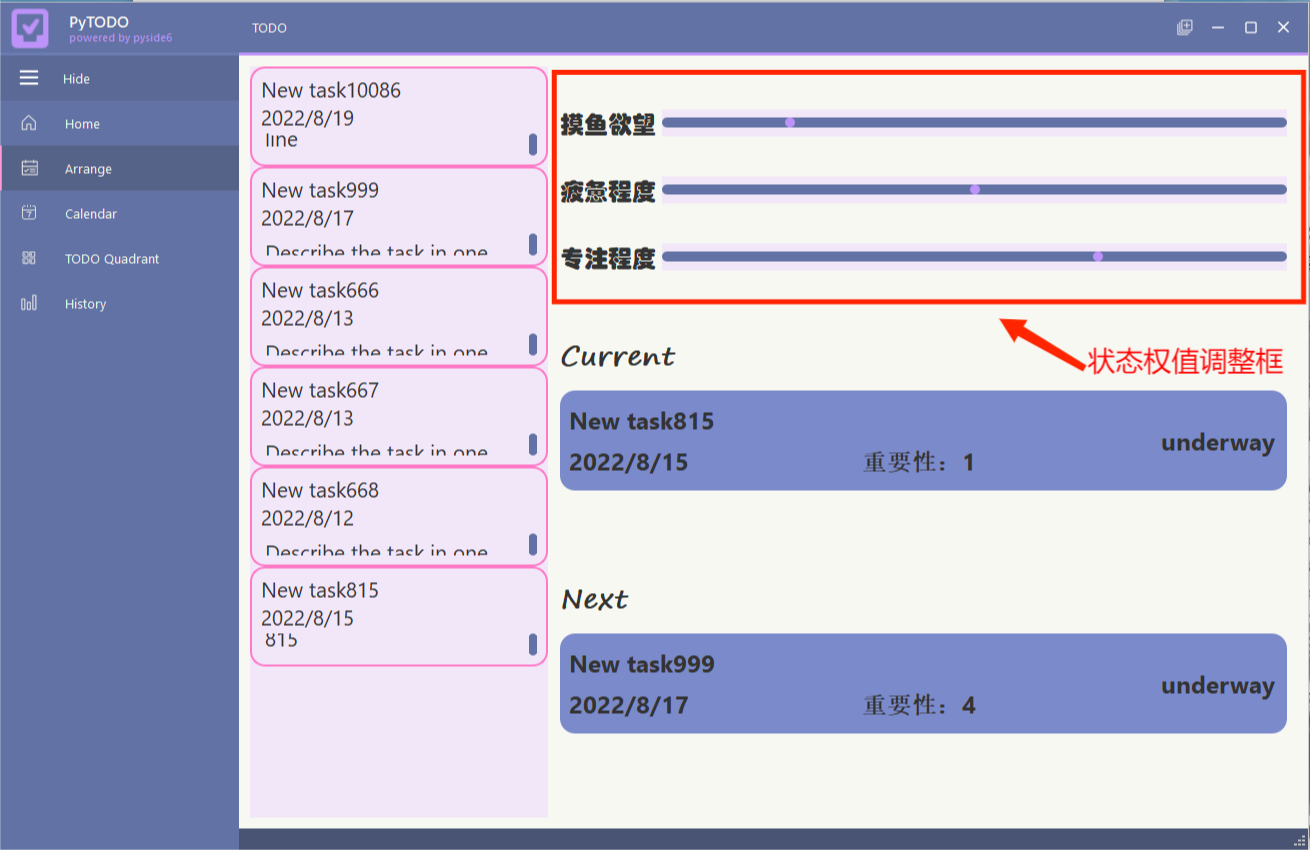 PyTODO
powered by pyside6
TODO
Hide
Home
Arrange
Calendar
TODO Quadrant
History
New task10086
2022/8/19
line
New task999
2022/8/17
Describe the task in one
New task666
2022/8/13
Describe the task in one
New task667
2022/8/13
Describe the task in one
New task668
2022/8/12
Describe the task in one
New task815
2022/8/15
815
摸鱼欲望
疲惫程度
专注程度
状态权值调整框
Current
New task815
2022/8/15
重要性：1
underway
Next
New task999
2022/8/17
重要性：4
underway